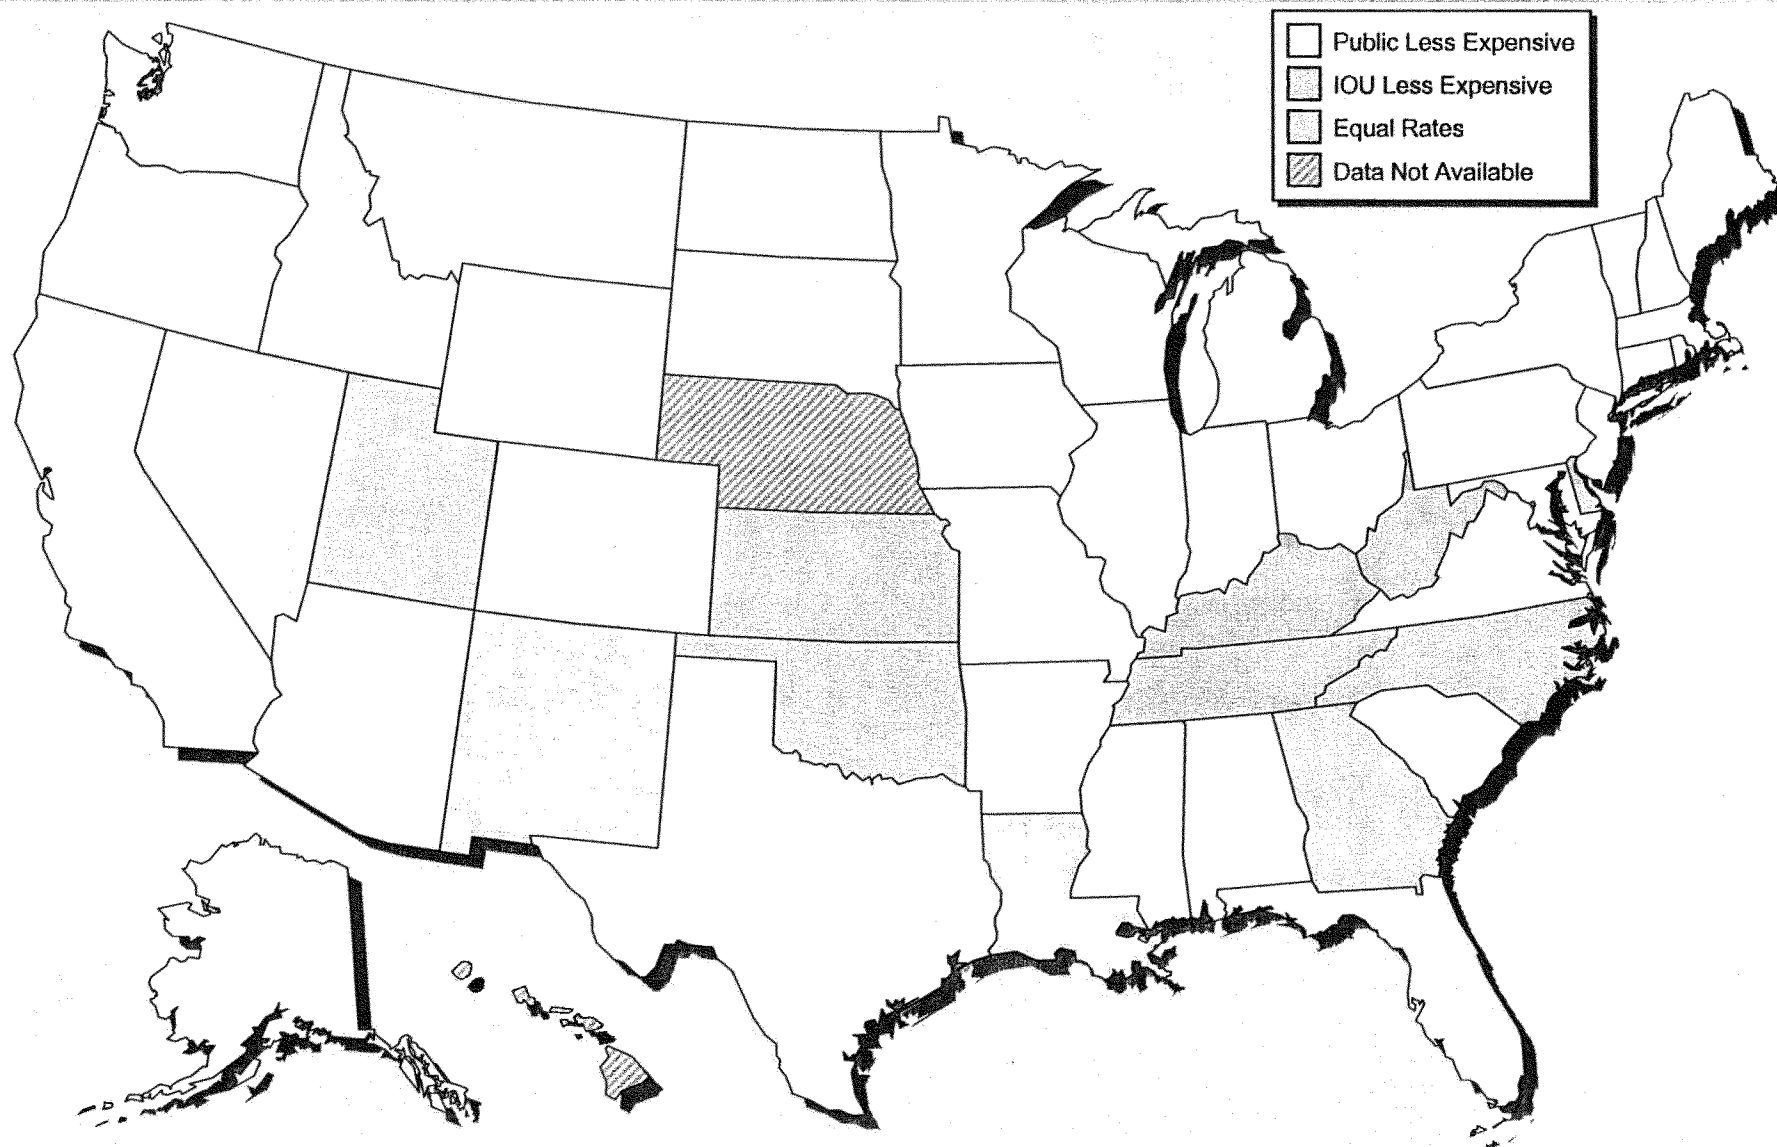 Public Less Expensive
IOU Less Expensive
Equal Rates
Data Not Available